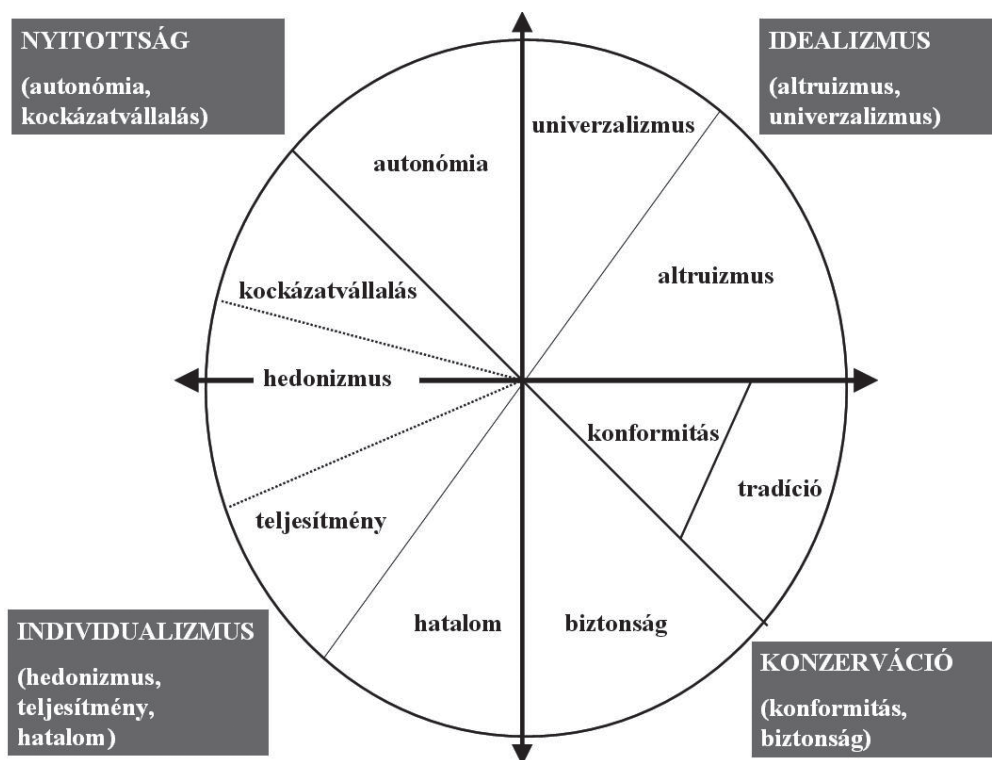 NYITOTTSÁG
(autonómia,
kockázatvállalás)
IDEALIZMUS
(altruizmus,
univerzalizmus)
univerzalizmus
autonómia
altruizmus
kockázatvállalás
hedonizmus
konformitás
tradíció
teljesítmény
hatalom
biztonság
INDIVIDUALIZMUS
(hedonizmus,
teljesítmény,
hatalom)
KONZERVÁCIÓ
(konformitás,
biztonság)